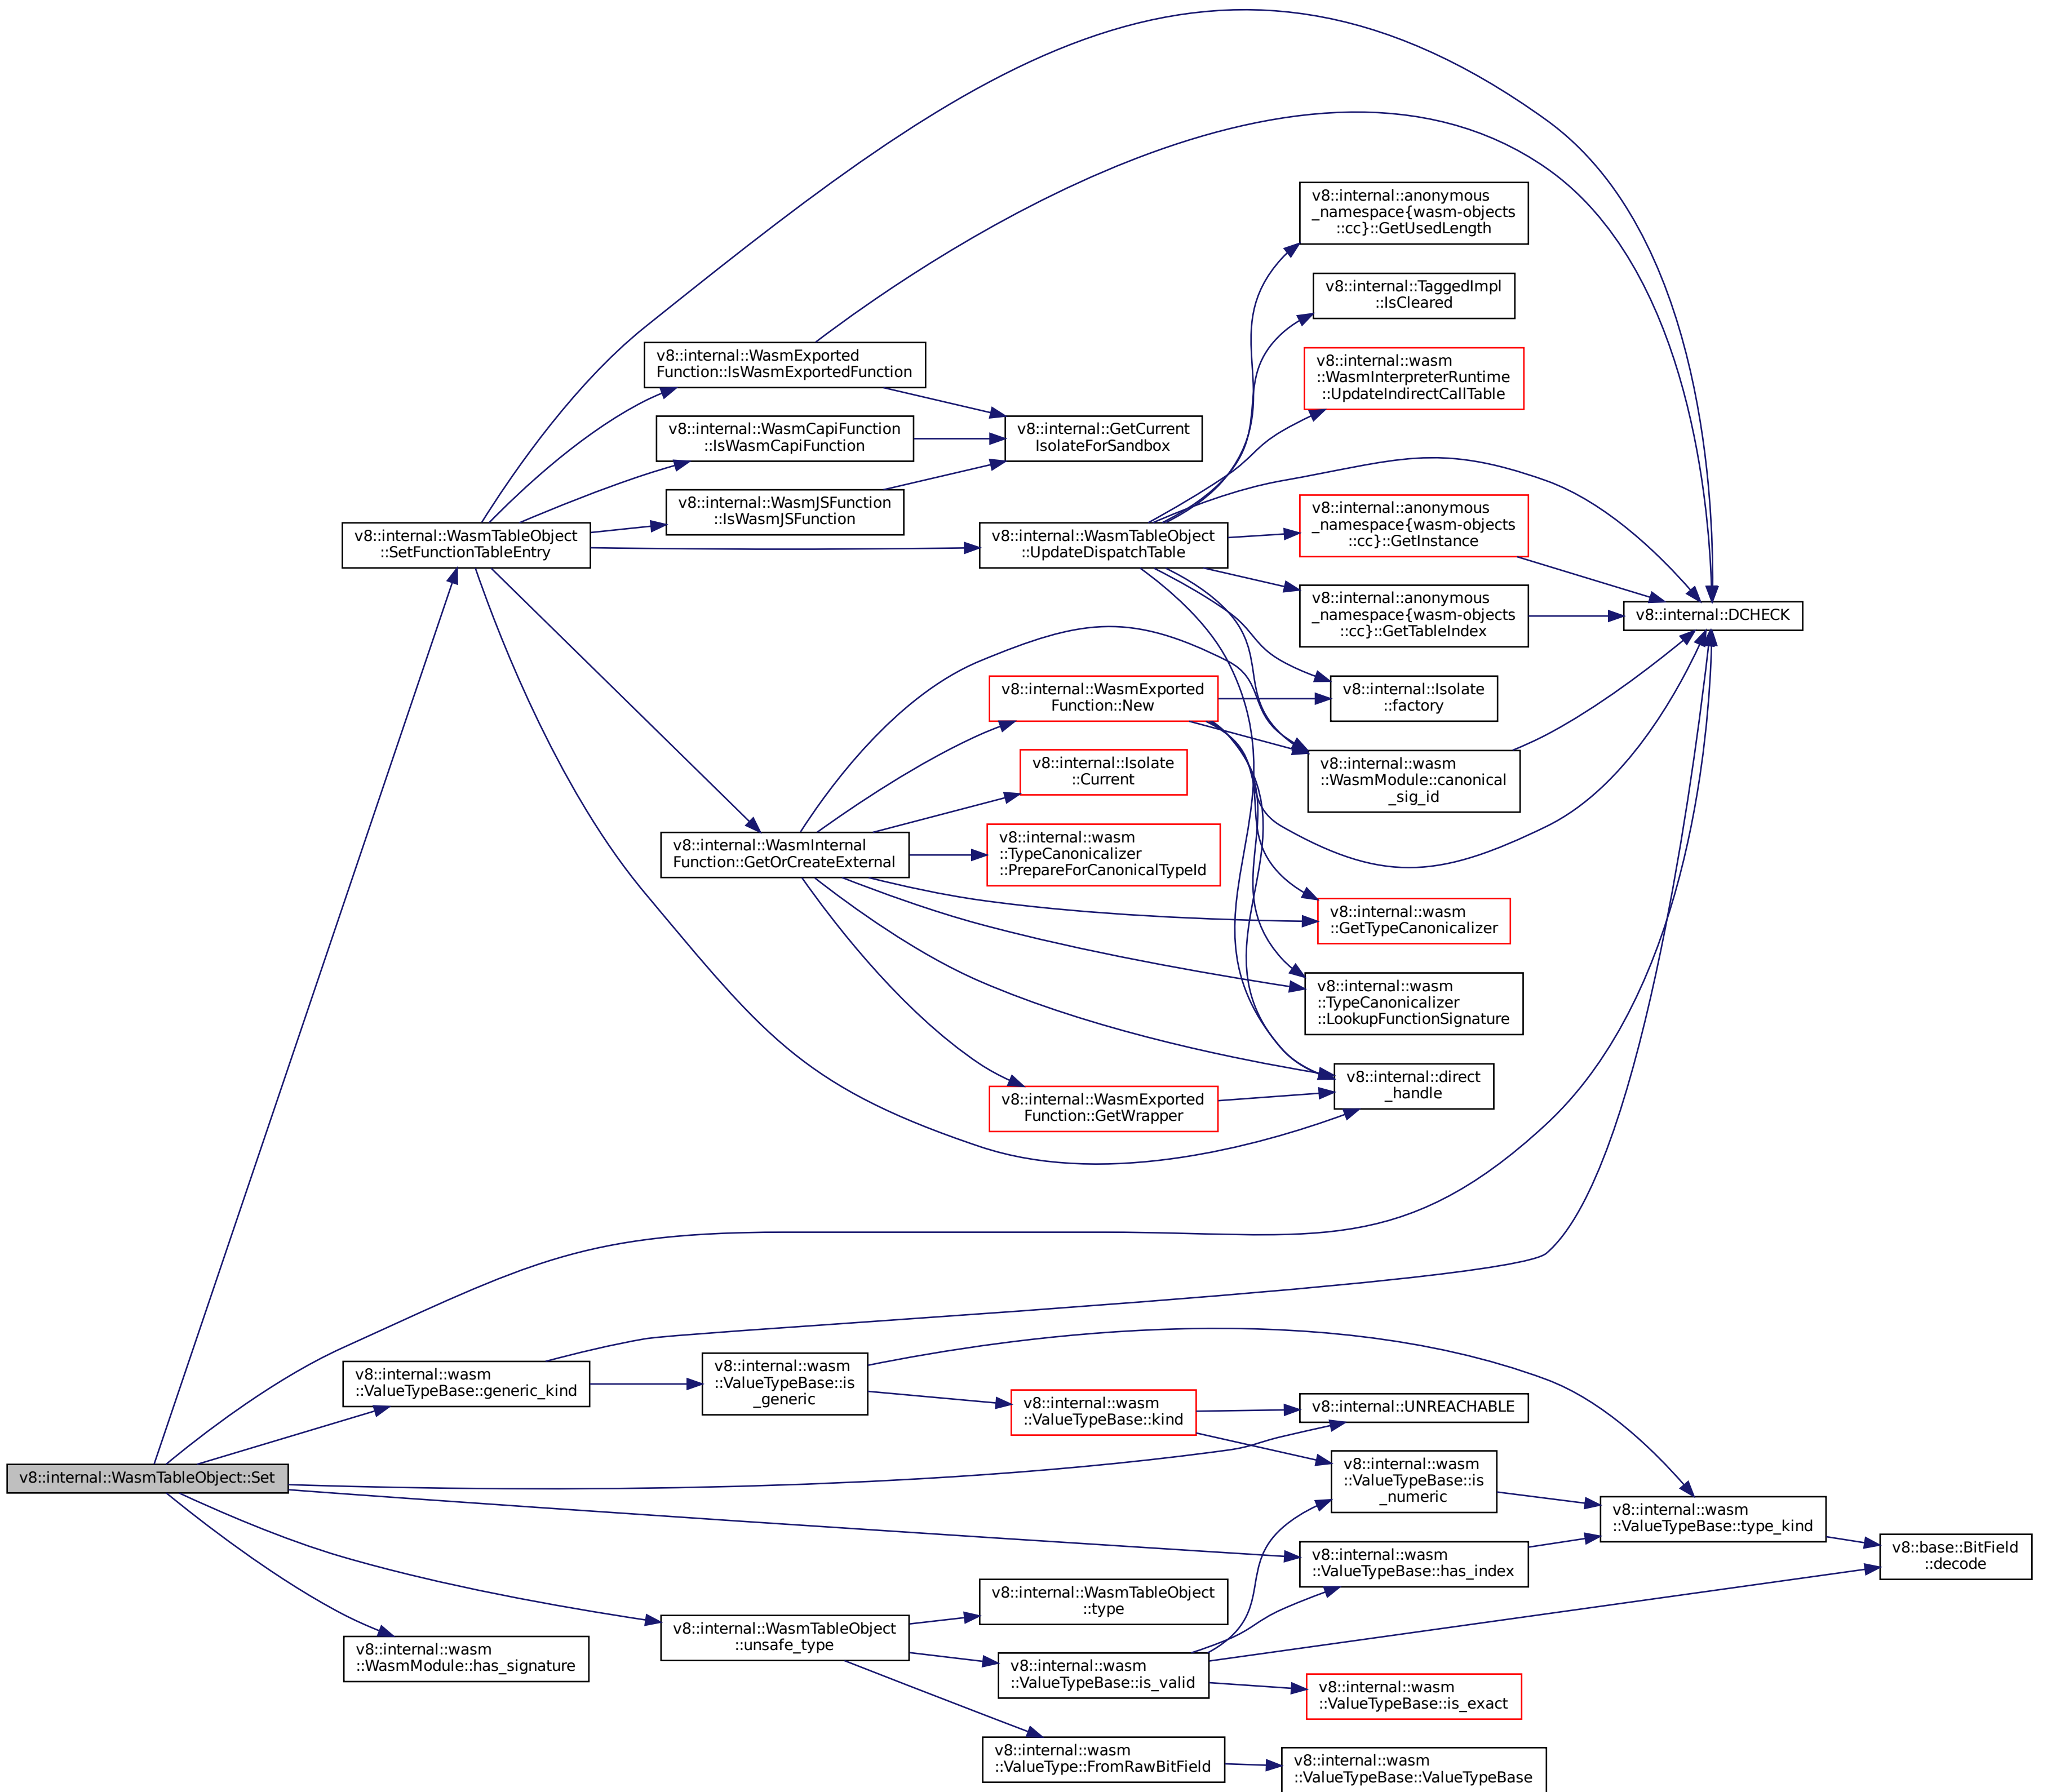 v8::internal::anonymous
_namespace{wasm-objects
::cc}::GetUsedLength
v8::internal::TaggedImpl
::IsCleared
v8::internal::WasmExported
Function::IsWasmExportedFunction
v8::internal::wasm
::WasmInterpreterRuntime
::UpdateIndirectCallTable
v8::internal::WasmCapiFunction
::IsWasmCapiFunction
v8::internal::GetCurrent
IsolateForSandbox
v8::internal::WasmJSFunction
::IsWasmJSFunction
v8::internal::WasmTableObject
::SetFunctionTableEntry
v8::internal::WasmTableObject
::UpdateDispatchTable
v8::internal::anonymous
_namespace{wasm-objects
::cc}::GetInstance
v8::internal::anonymous
_namespace{wasm-objects
::cc}::GetTableIndex
v8::internal::DCHECK
v8::internal::WasmExported
Function::New
v8::internal::Isolate
::factory
v8::internal::Isolate
::Current
v8::internal::wasm
::WasmModule::canonical
_sig_id
v8::internal::WasmInternal
Function::GetOrCreateExternal
v8::internal::wasm
::TypeCanonicalizer
::PrepareForCanonicalTypeId
v8::internal::wasm
::GetTypeCanonicalizer
v8::internal::wasm
::TypeCanonicalizer
::LookupFunctionSignature
v8::internal::direct
_handle
v8::internal::WasmExported
Function::GetWrapper
v8::internal::wasm
::ValueTypeBase::generic_kind
v8::internal::wasm
::ValueTypeBase::is
_generic
v8::internal::wasm
::ValueTypeBase::kind
v8::internal::UNREACHABLE
v8::internal::WasmTableObject::Set
v8::internal::wasm
::ValueTypeBase::is
_numeric
v8::internal::wasm
::ValueTypeBase::type_kind
v8::base::BitField
::decode
v8::internal::wasm
::ValueTypeBase::has_index
v8::internal::WasmTableObject
::type
v8::internal::WasmTableObject
::unsafe_type
v8::internal::wasm
::WasmModule::has_signature
v8::internal::wasm
::ValueTypeBase::is_valid
v8::internal::wasm
::ValueTypeBase::is_exact
v8::internal::wasm
::ValueType::FromRawBitField
v8::internal::wasm
::ValueTypeBase::ValueTypeBase